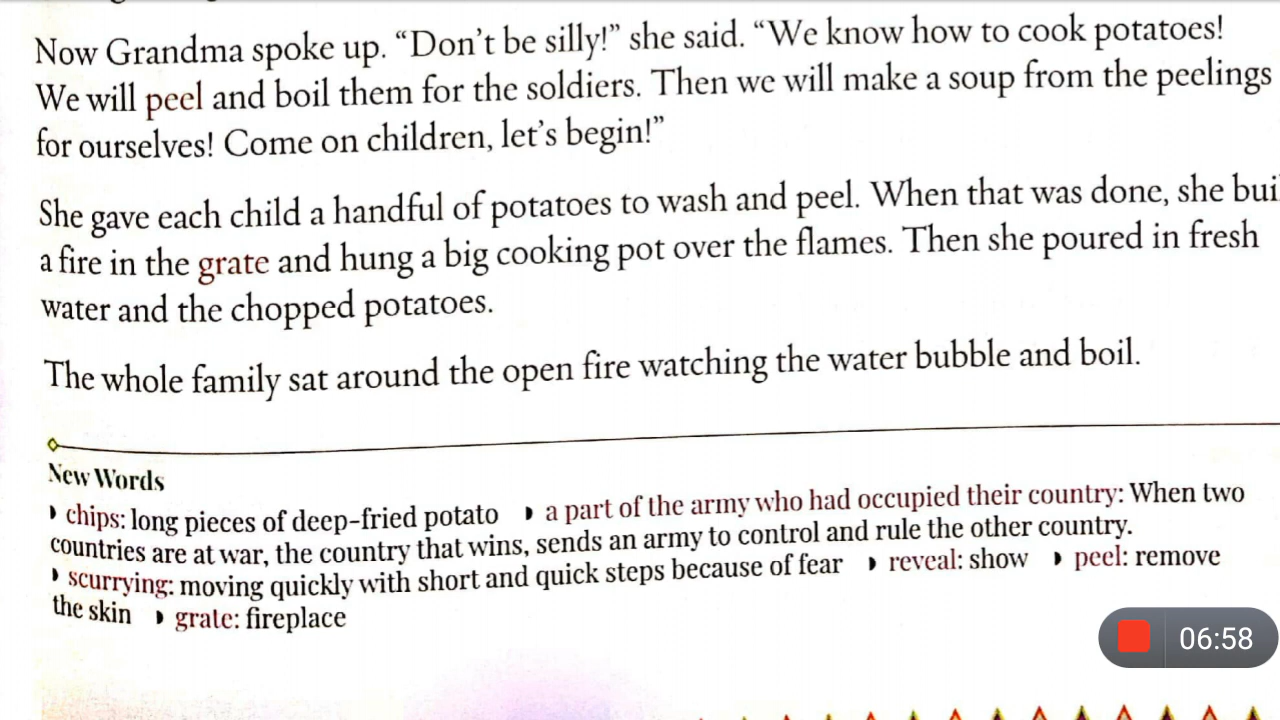 Now Grandma spoke up. “Don’t be silly!” she said. “We know how to cook potatoes!
We will peel and boil them for the soldiers. Then we will make a soup from the peelings
for ourselves! Come on children, let’s begin!”
She gave each child a handful of potatoes to wash and peel. When that was done, she
a fire in the grate and hung a big cooking pot over the flames. Then she poured in fresh
water and the chopped potatoes.
The whole family sat around the open fire watching the water bubble and boil.
New Words
chips: long pieces of deep-fried potato a part of the army who had occupied their country: When two
countries are at war, the country that wins, sends an army to control and rule the other country.
scurrying: moving quickly with short and quick steps because of fear reveal: show peel: remove
the skin grate: fireplace
06:58